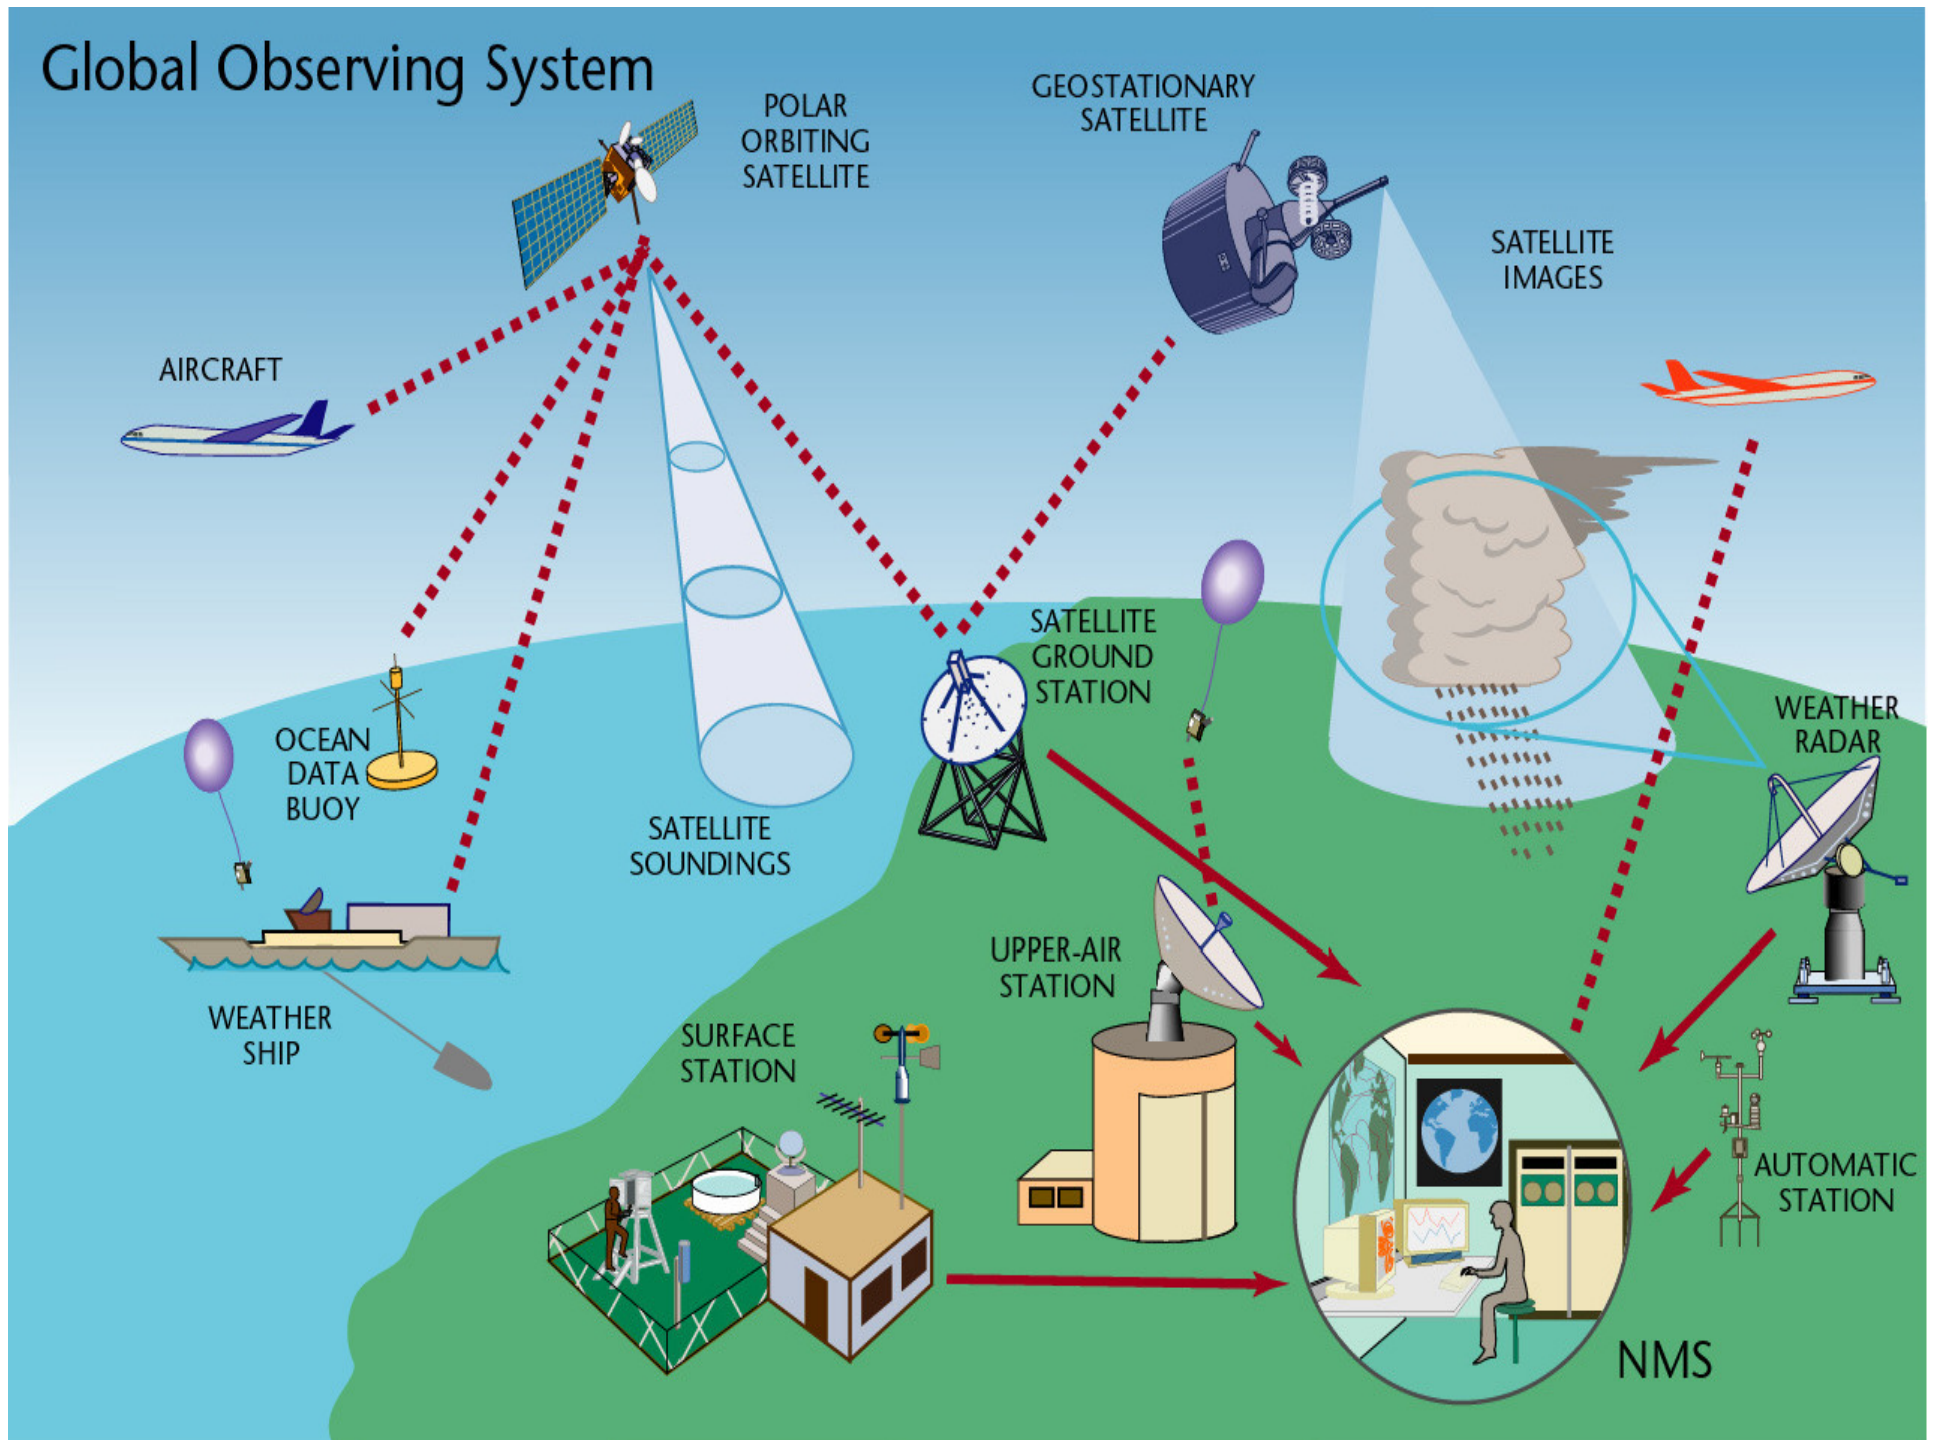 Global Observing System
POLAR
ORBITING
SATELLITE
GEOSTATIONARY
SATELLITE
SATELLITE
IMAGES
AIRCRAFT
SATELLITE
GROUND
STATION
WEATHER
RADAR
OCEAN
DATA
BUOY
SATELLITE
SOUNDINGS
UPPER-AIR
STATION
WEATHER
SHIP
SURFACE
STATION
AUTOMATIC
STATION
NMS